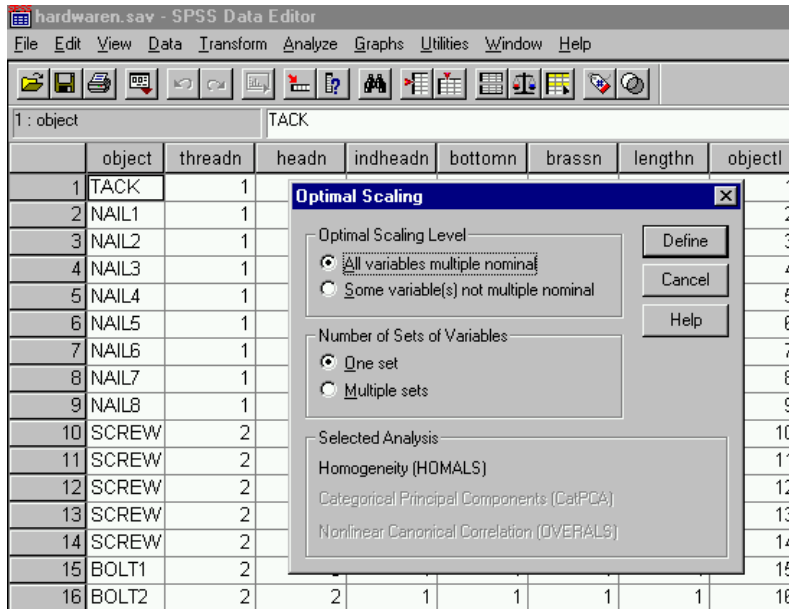 hardwaren.sav - SPSS Data Editor
File Edit View Data Transform Analyze Graphs Utilities Window Help
1 : object TACK
object threadn headn indheadn bottomn brassn lengthn objectl
1 TACK 1
2 NAIL1 1
3 NAIL2 1
4 NAIL3 1
5 NAIL4 1
6 NAIL5 1
7 NAIL6 1
8 NAIL7 1
9 NAIL8 1
10 SCREW 2 10
11 SCREW 2
12 SCREW 2
13 SCREW 2
14 SCREW 2
15 BOLT1 2
16 BOLT2 2 2 1 1 1 1
Optimal Scaling
Optimal Scaling Level
All variables multiple nominal
Some variable(s) not multiple nominal
Number of Sets of Variables
One set
Multiple sets
Selected Analysis
Homogeneity (HOMALS)
Categorical Principal Components (CatPCA)
Nonlinear Canonical Correlation (OVERALS)
Define
Cancel
Help